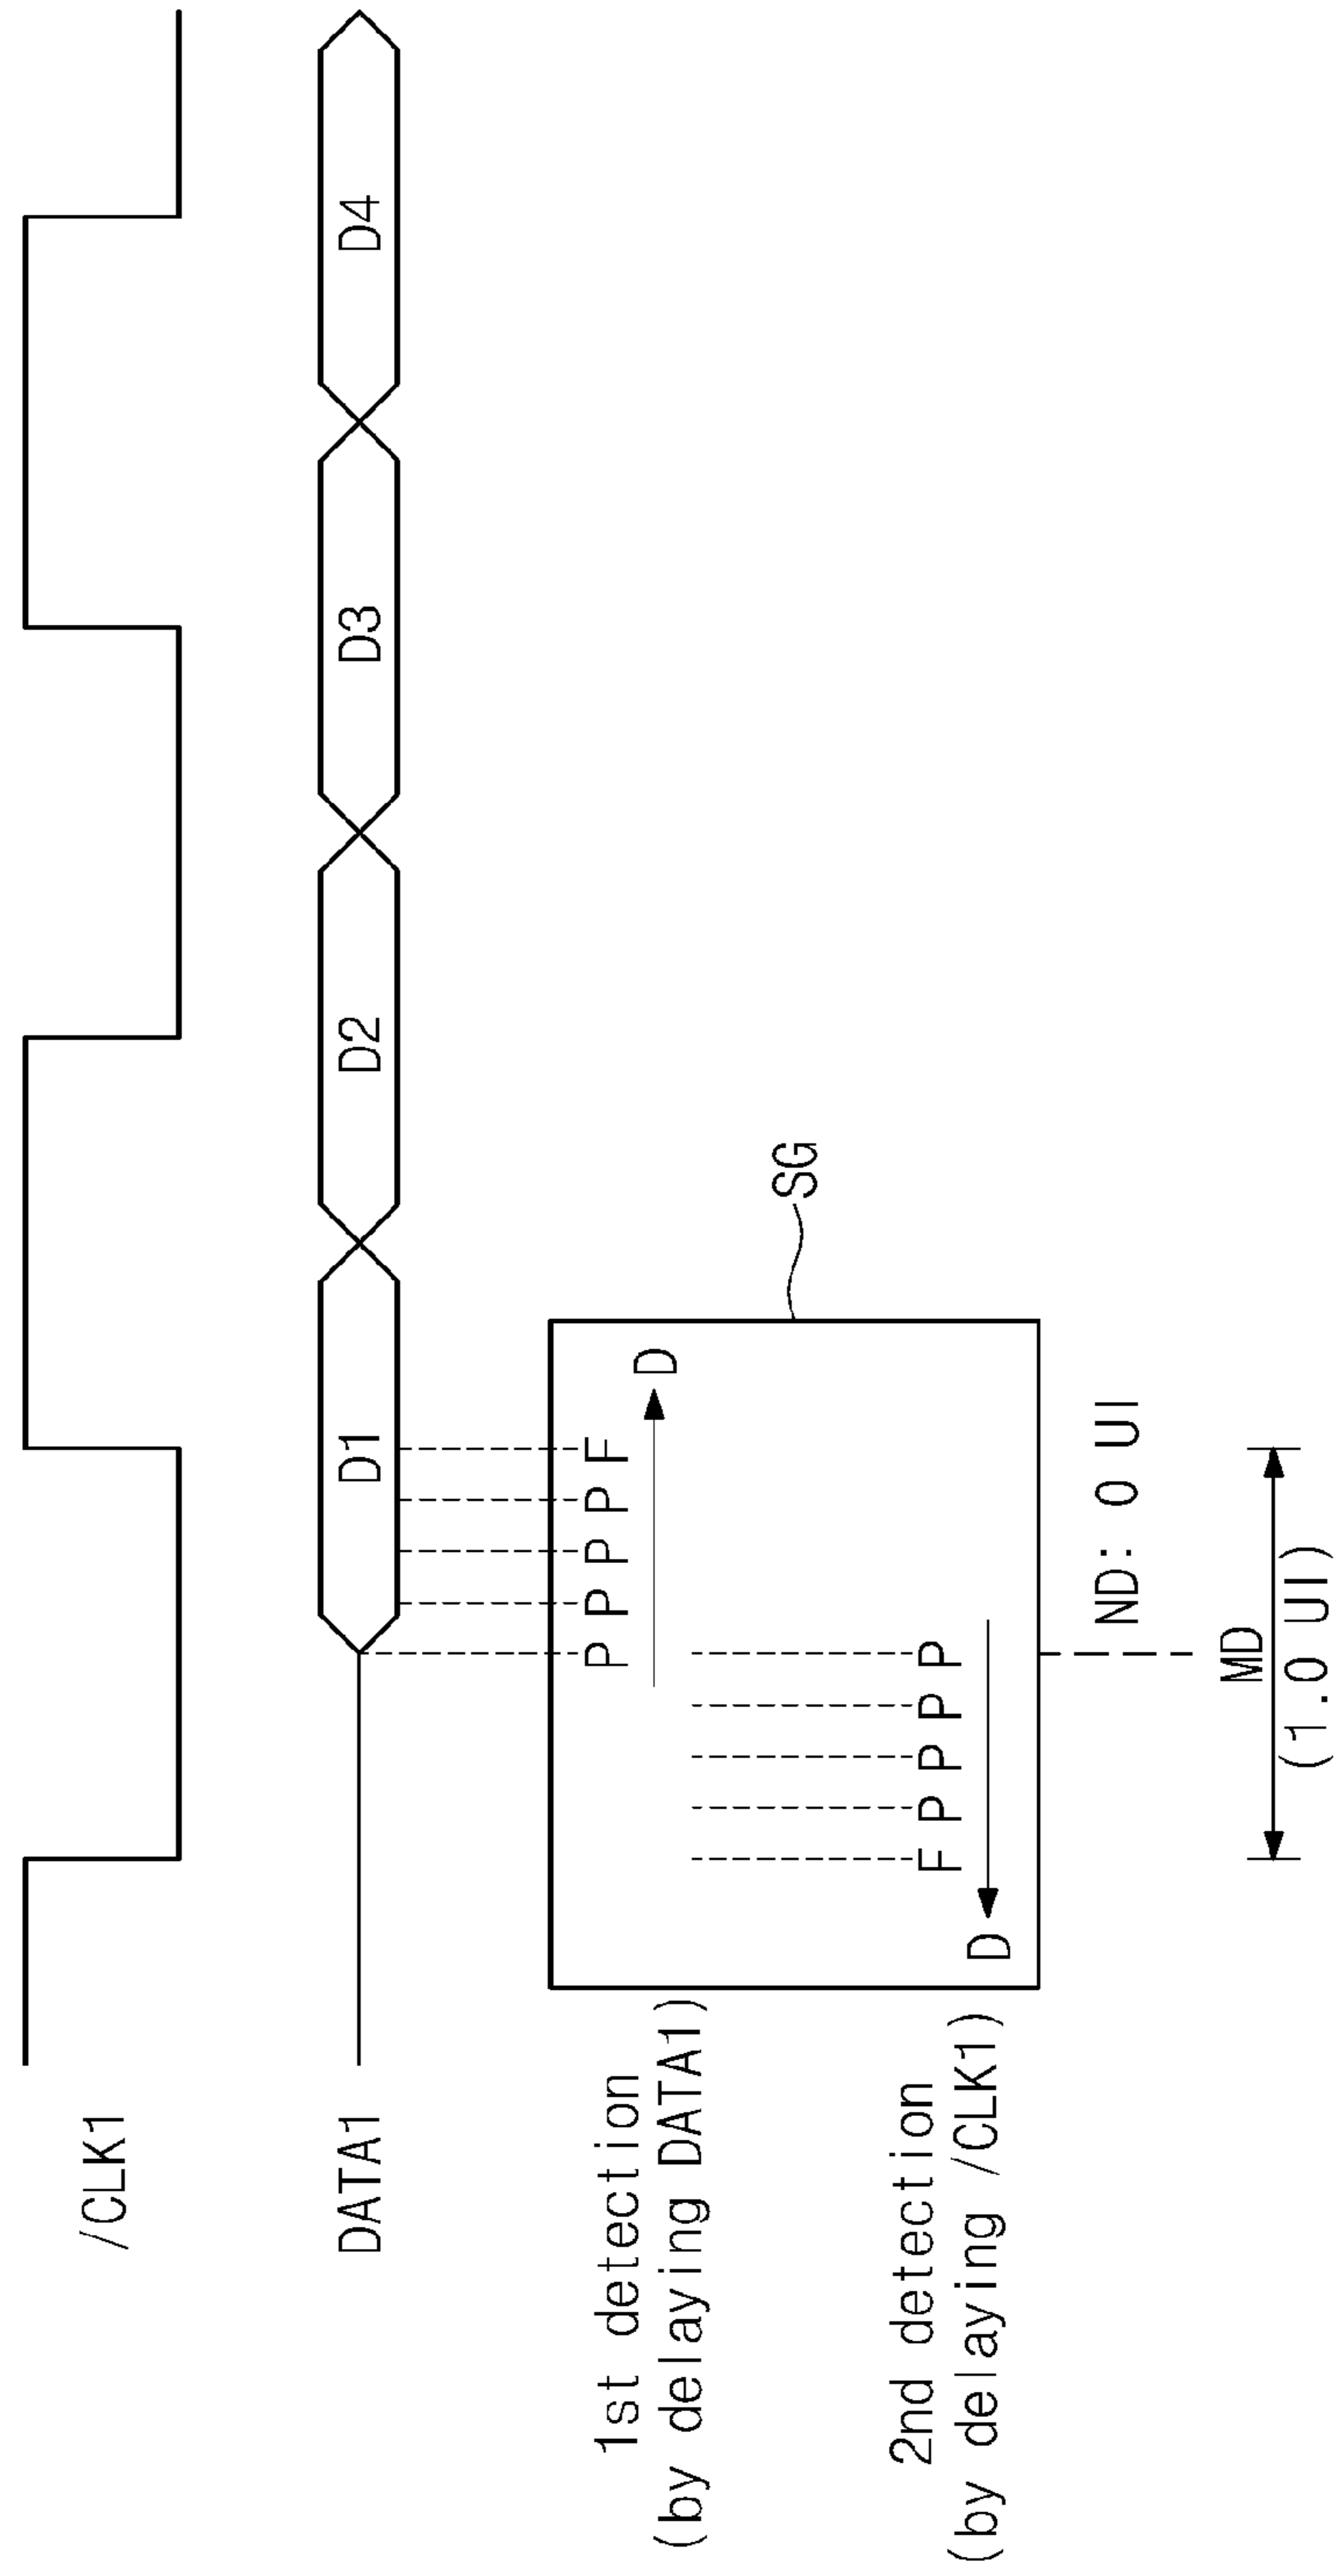 /CLK1
DATA1
D1 D2 D3 D4
1st detection
(by delaying DATA1)
P P P P F
D
SG
2nd detection
(by delaying /CLK1)
F P P P P
D
ND: 0 UI
MD
(1.0 UI)